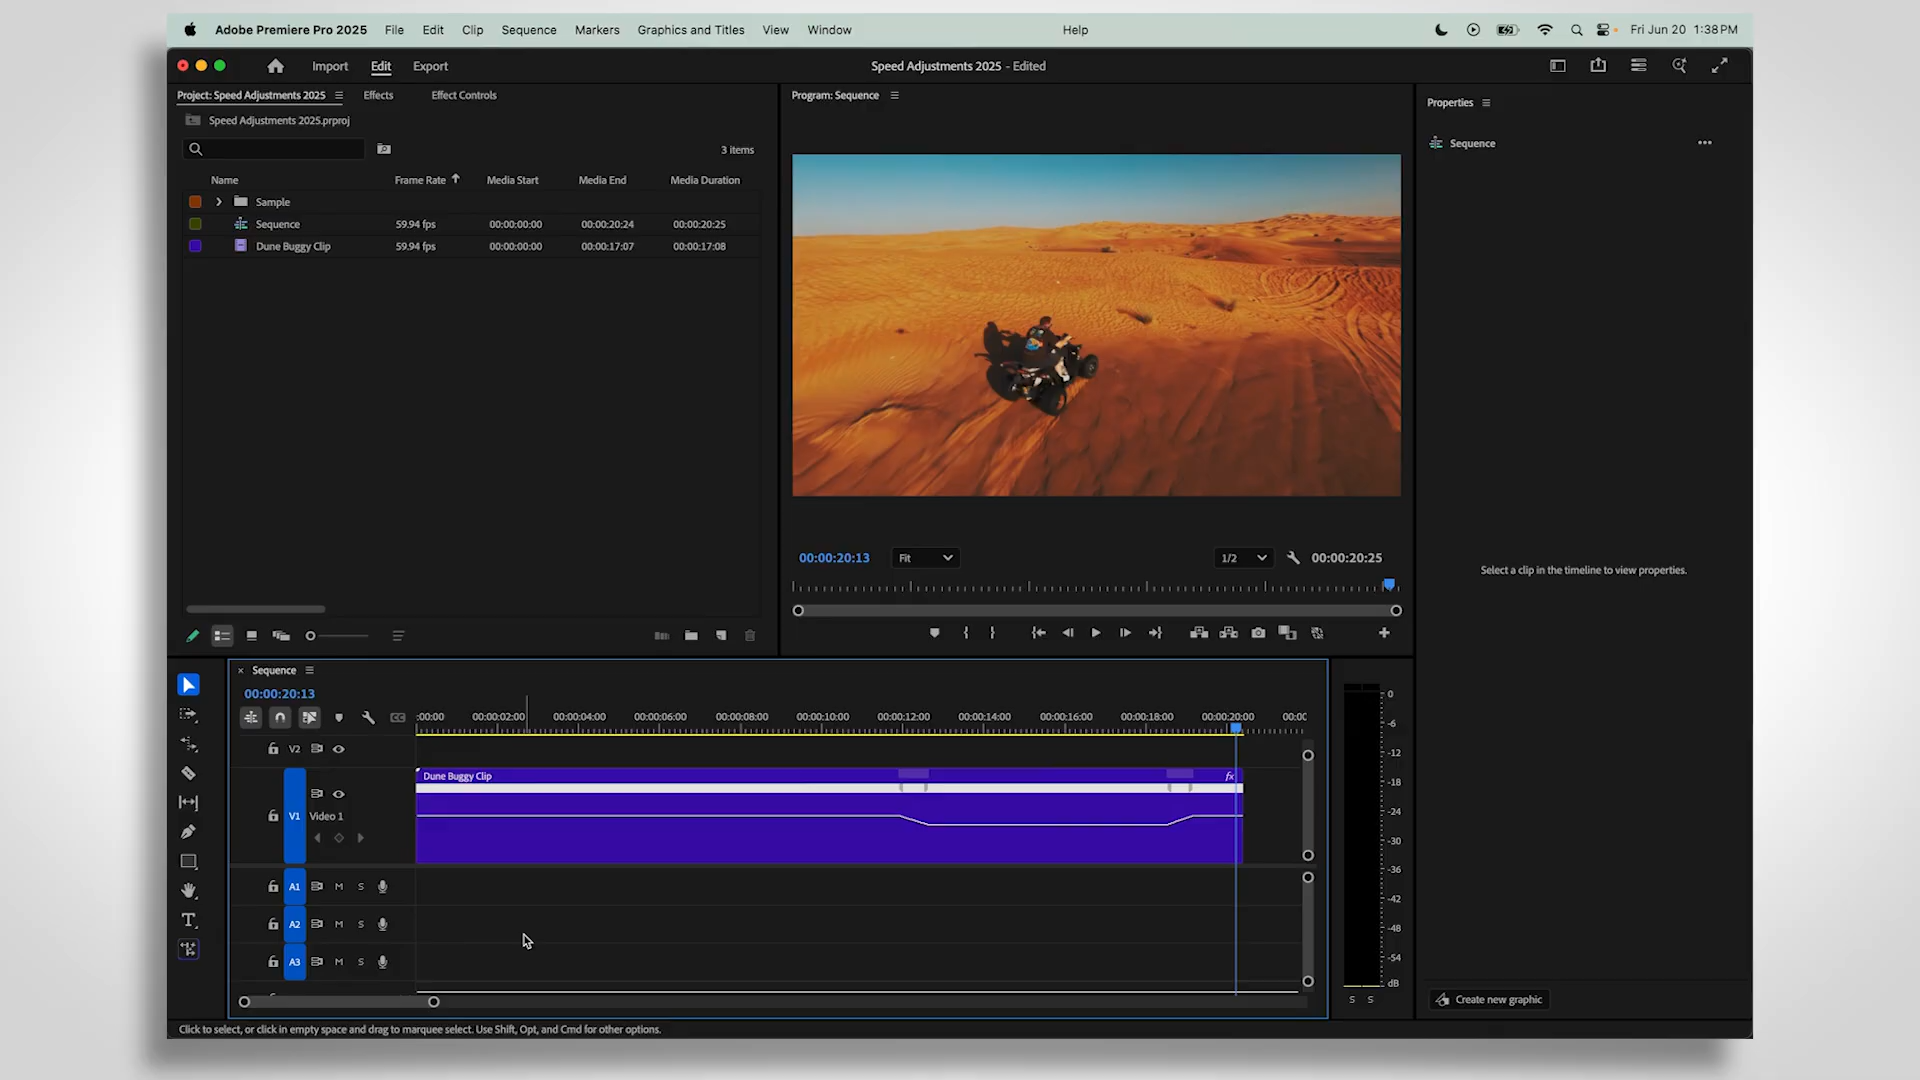 Adobe Premiere Pro 2025 File Edit Clip Sequence Markers Graphics and Titles View Window Help Fri Jun 20 1:38 PM
Import Edit Export Speed Adjustments 2025 - Edited
Project: Speed Adjustments 2025 Effects Effect Controls
Speed Adjustments 2025.prproj
3 items
Name Frame Rate Media Start Media End Media Duration
Sample
Sequence 59.94 fps 00:00:00:00 00:00:20:24 00:00:20:25
Dune Buggy Clip 59.94 fps 00:00:00:00 00:00:17:07 00:00:17:08
Program: Sequence
00:00:20:13 Fit 1/2 00:00:20:25
Properties
Sequence
Select a clip in the timeline to view properties.
Create new graphic
Sequence
00:00:20:13
CC :00:00 00:00:02:00 00:00:04:00 00:00:06:00 00:00:08:00 00:00:10:00 00:00:12:00 00:00:14:00 00:00:16:00 00:00:18:00 00:00:20:00 00:00
V2
Dune Buggy Clip fx
V1 Video 1
A1 M S
A2 M S
A3 M S
T
0
-6
-12
-18
-24
-30
-36
-42
-48
-54
dB
S S
Click to select, or click in empty space and drag to marquee select. Use Shift, Opt, and Cmd for other options.